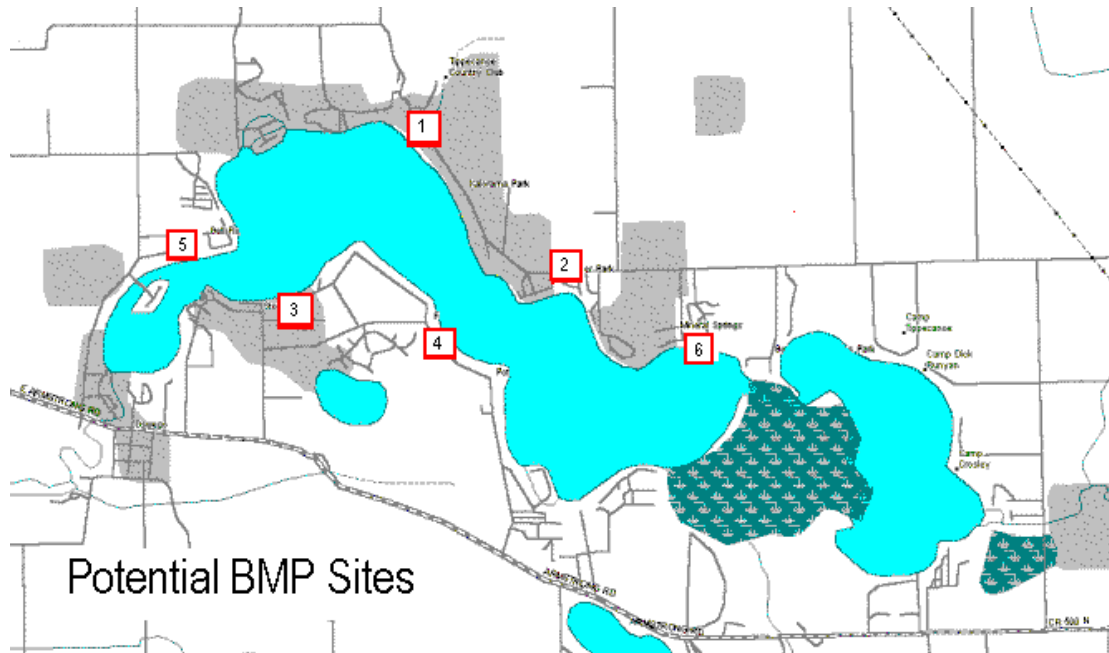 Tippecanoe
Country Club
1
Kalorama Park
5
2
3
4
Mineral Springs
6
Camp
Tippecanoe
Camp Dick
Runyan
Camp
Crosley
E ARMSTRONG RD
Potential BMP Sites
ARMSTRONG RD
ARMSTRONG RD
CR 500 N